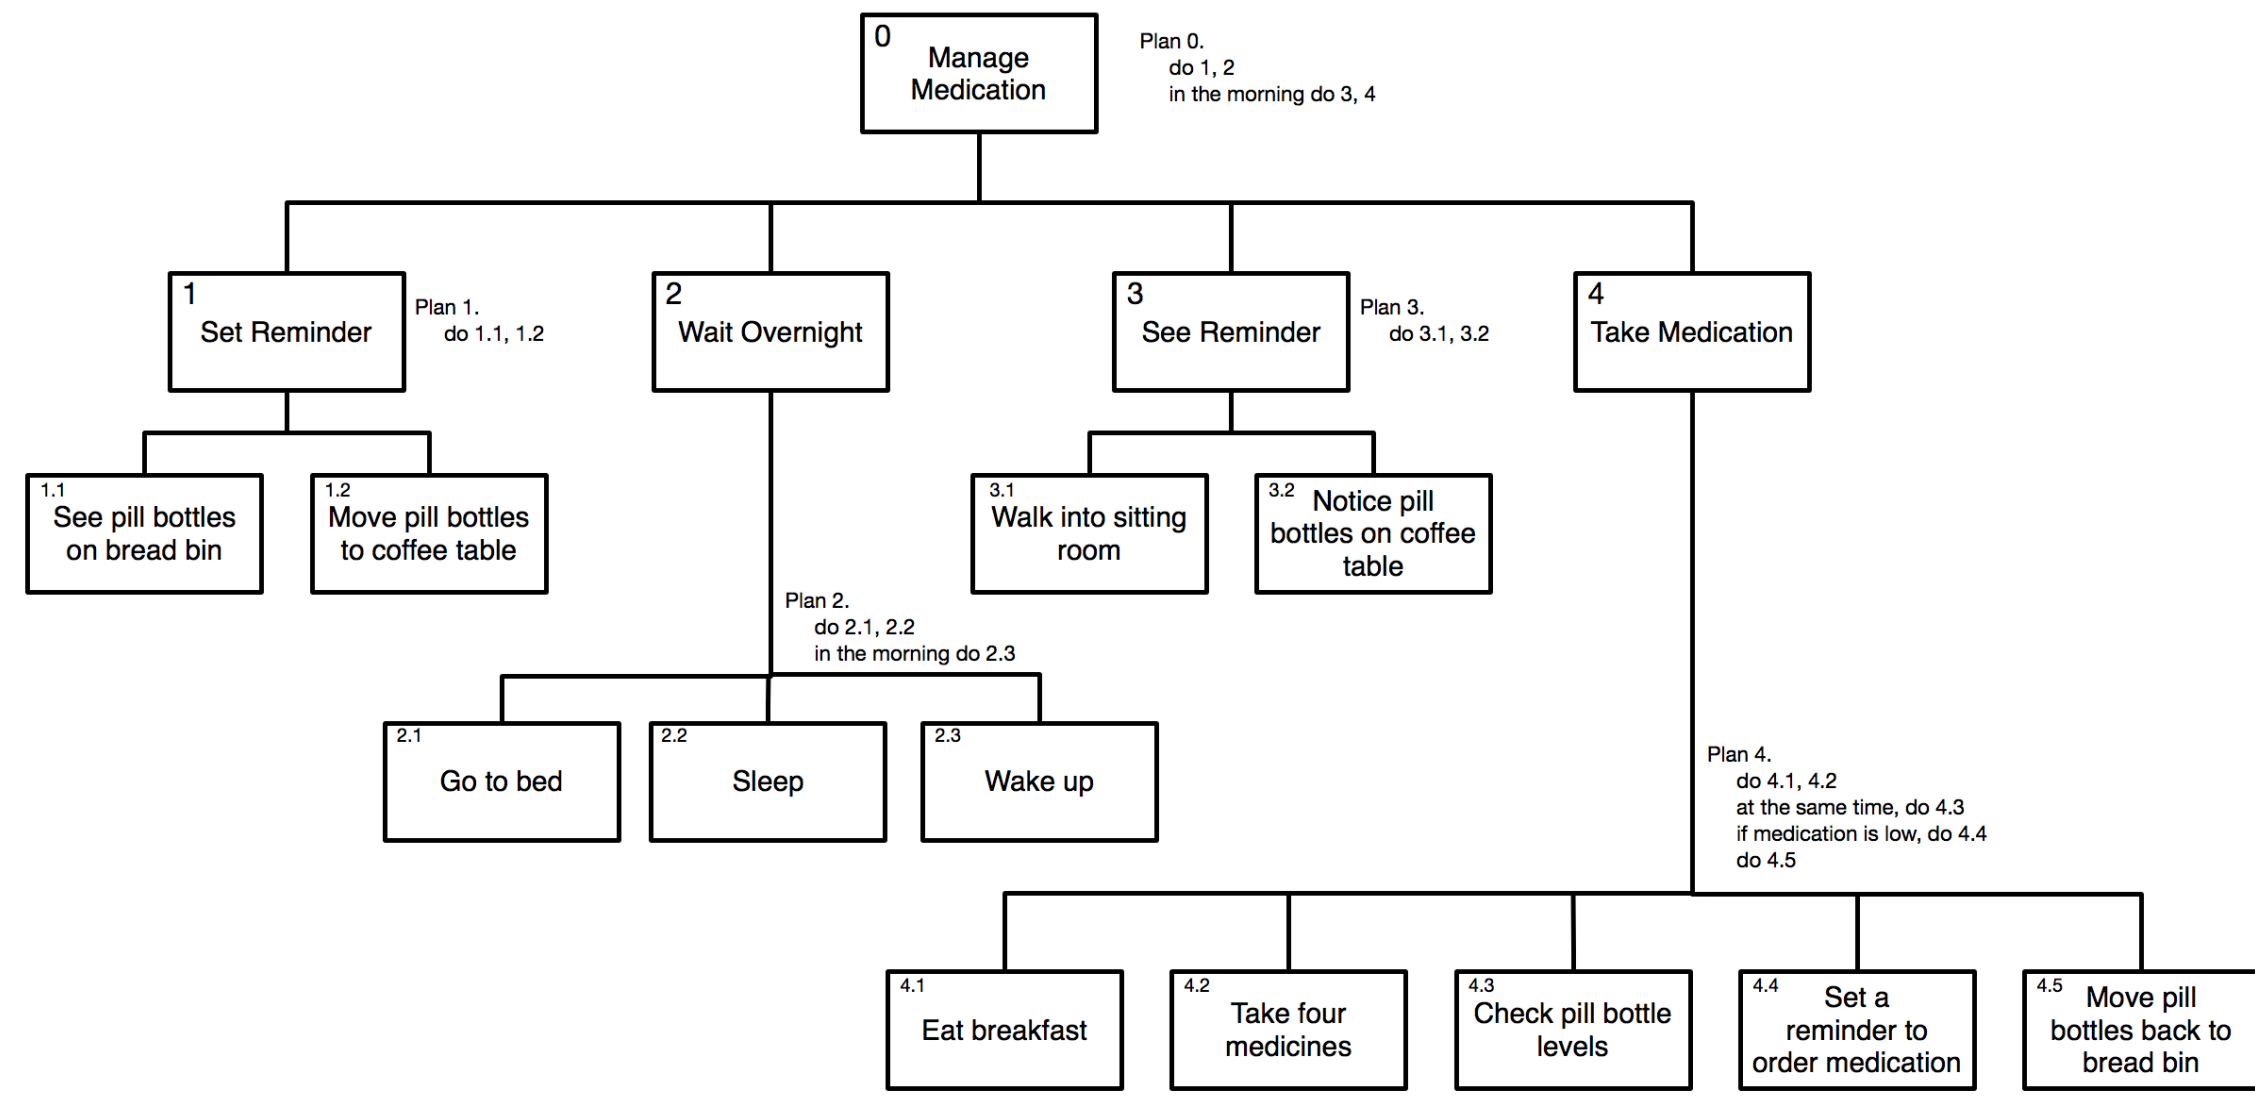 0
Manage
Medication
Plan 0.
do 1, 2
in the morning do 3, 4
1
Set Reminder
Plan 1.
do 1.1, 1.2
2
Wait Overnight
3
See Reminder
Plan 3.
do 3.1, 3.2
4
Take Medication
1.1
See pill bottles
on bread bin
1.2
Move pill bottles
to coffee table
3.1
Walk into sitting
room
3.2
Notice pill
bottles on coffee
table
Plan 2.
do 2.1, 2.2
in the morning do 2.3
2.1
Go to bed
2.2
Sleep
2.3
Wake up
Plan 4.
do 4.1, 4.2
at the same time, do 4.3
if medication is low, do 4.4
do 4.5
4.1
Eat breakfast
4.2
Take four
medicines
4.3
Check pill bottle
levels
4.4
Set a
reminder to
order medication
4.5
Move pill
bottles back to
bread bin